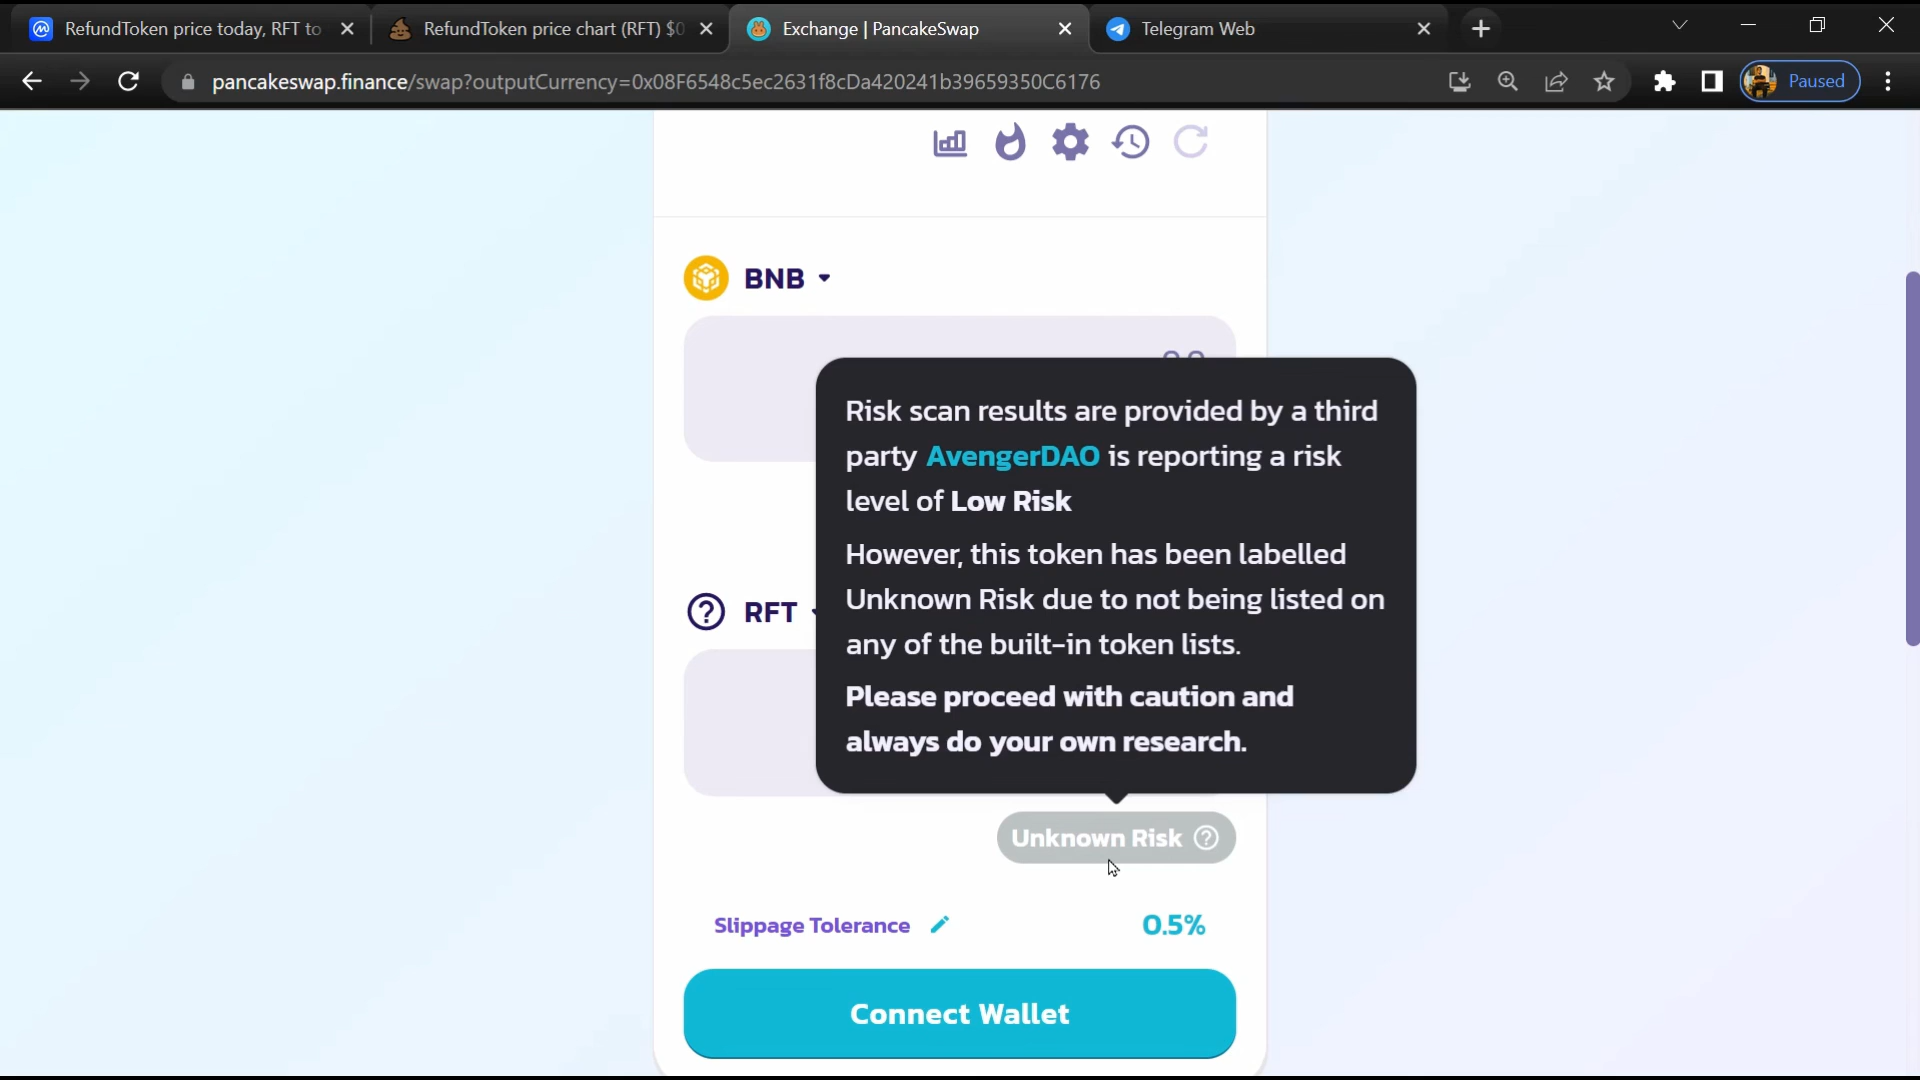 RefundToken price today, RFT to
RefundToken price chart (RFT) $0
Exchange | PancakeSwap
Telegram Web
pancakeswap.finance/swap?outputCurrency=0x08F6548c5ec2631f8cDa420241b39659350C6176
Paused
BNB
Risk scan results are provided by a third
party AvengerDAO is reporting a risk
level of Low Risk
However, this token has been labelled
Unknown Risk due to not being listed on
any of the built-in token lists.
Please proceed with caution and
always do your own research.
RFT
Unknown Risk
Slippage Tolerance
0.5%
Connect Wallet